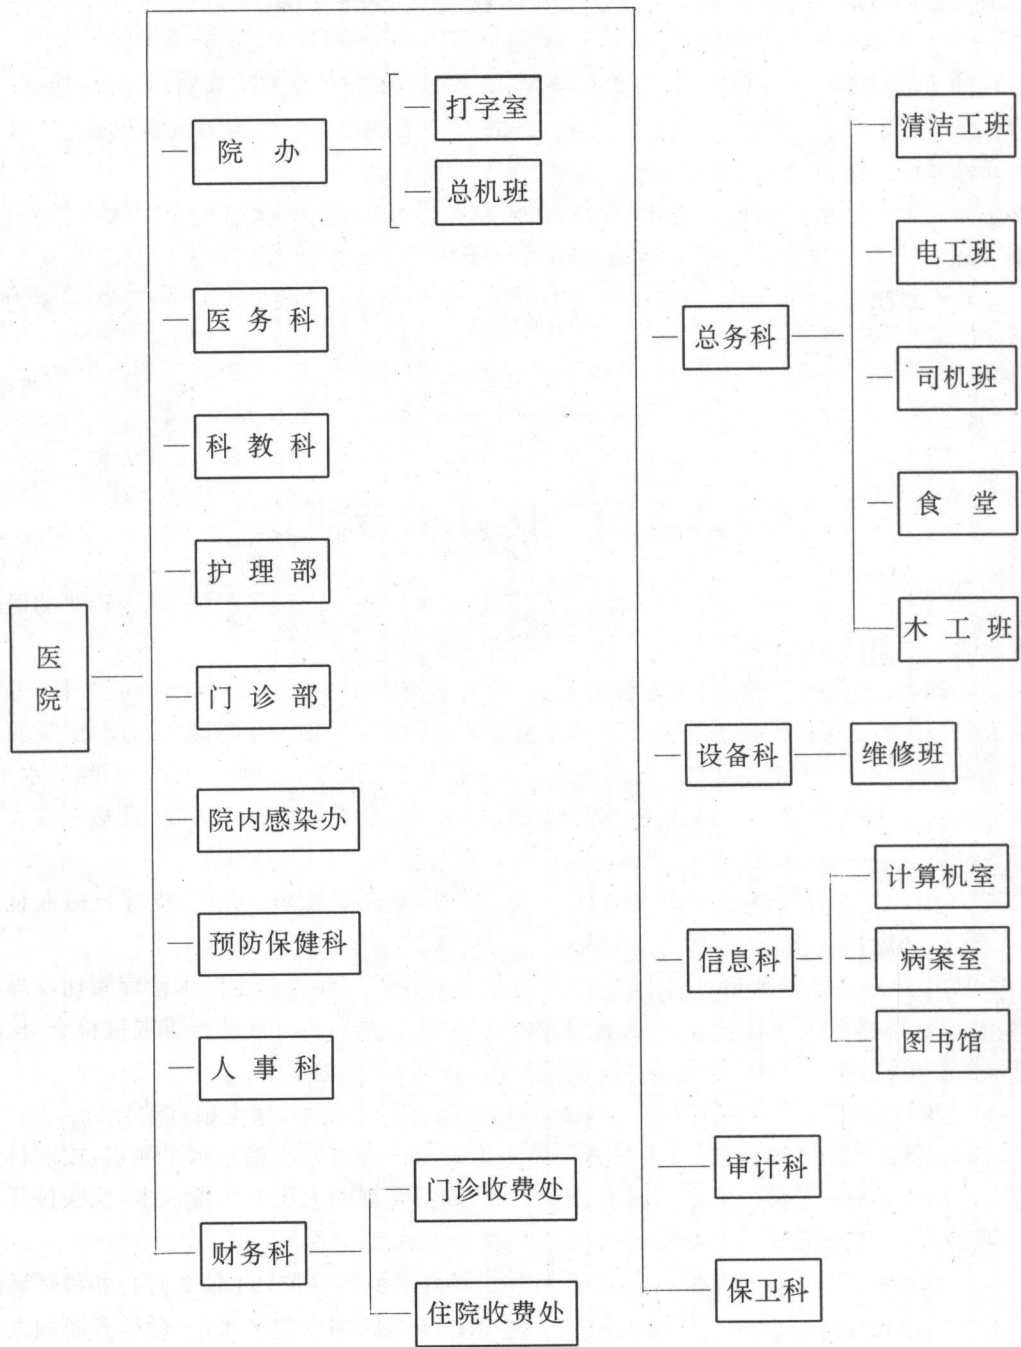 医院
院办
打字室
总机班
医务科
科教科
护理部
门诊部
院内感染办
预防保健科
人事科
财务科
门诊收费处
住院收费处
总务科
清洁工班
电工班
司机班
食堂
木工班
设备科
维修班
信息科
计算机室
病案室
图书馆
审计科
保卫科